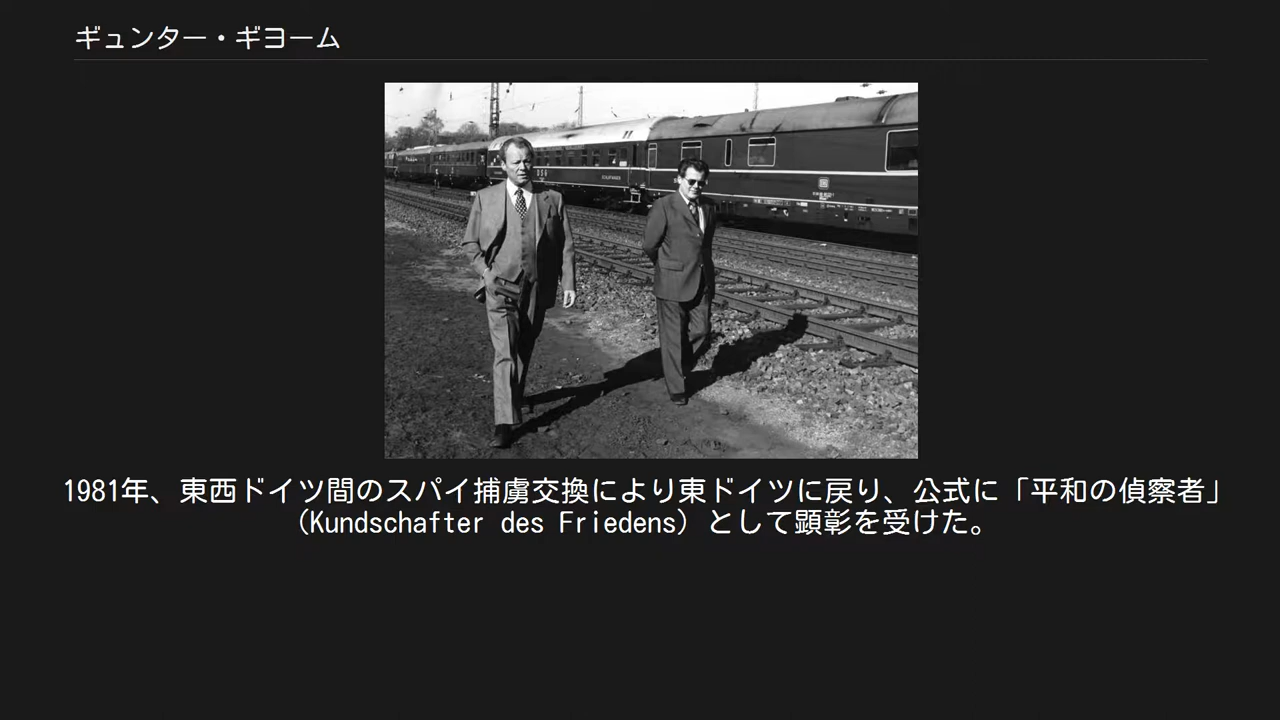 ギュンター・ギヨーム
DSG
1981年、東西ドイツ間のスパイ捕虜交換により東ドイツに戻り、公式に「平和の偵察者」
（Kundschafter des Friedens）として顕彰を受けた。